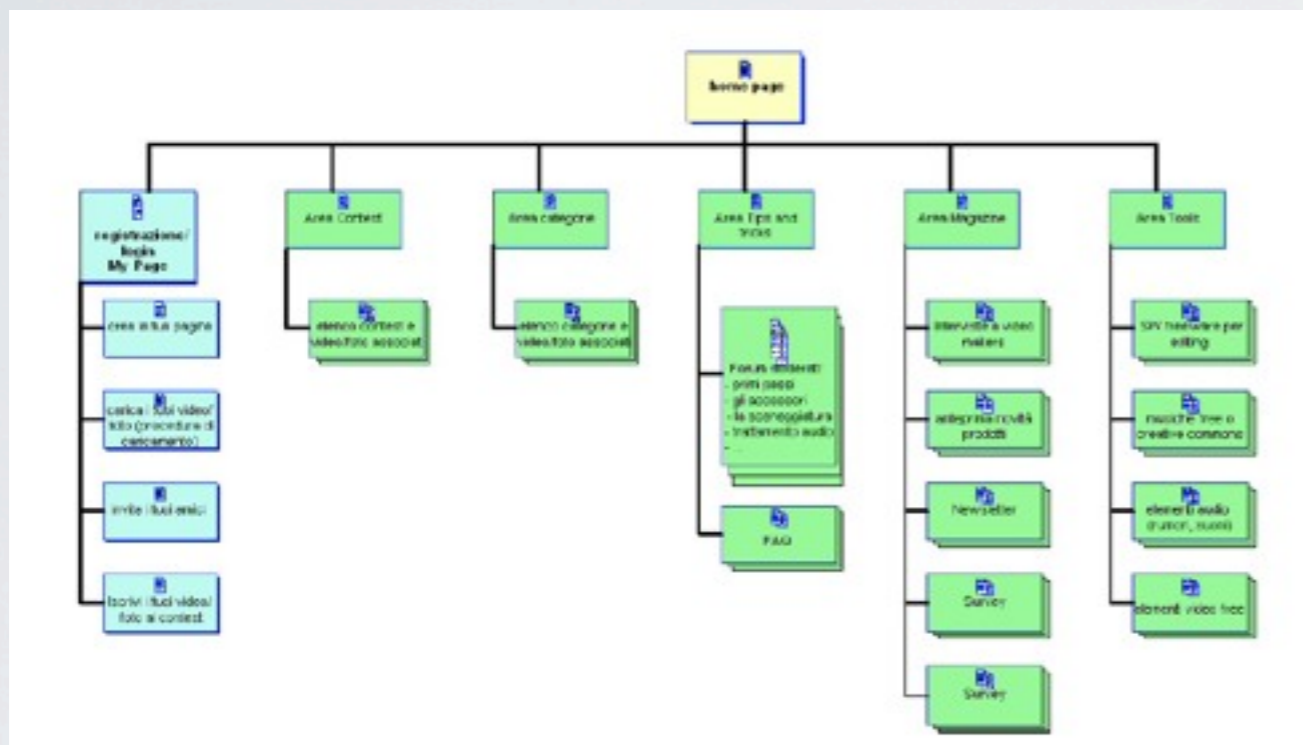 home page
registrazione/
login
My Page
Area Contest
Area categorie
Area Tips and
tricks
Area Magazine
Area Tools
crea la tua pagina
carica i tuoi video/
foto (procedura di
caricamento)
invita i tuoi amici
Iscrivi i tuoi video/
foto ai contest
elenco contest e
video/foto associati
elenco categorie e
video/foto associati
Forum
- primi passi
- gli accessori
- la sceneggiatura
- trattamento audio
- ...
FAQ
interviste a video
makers
anteprima novità
prodotti
Newsletter
Survey
Survey
SW freeware per
editing
musiche free o
creative commons
elementi audio
(rumori, suoni)
elementi video free